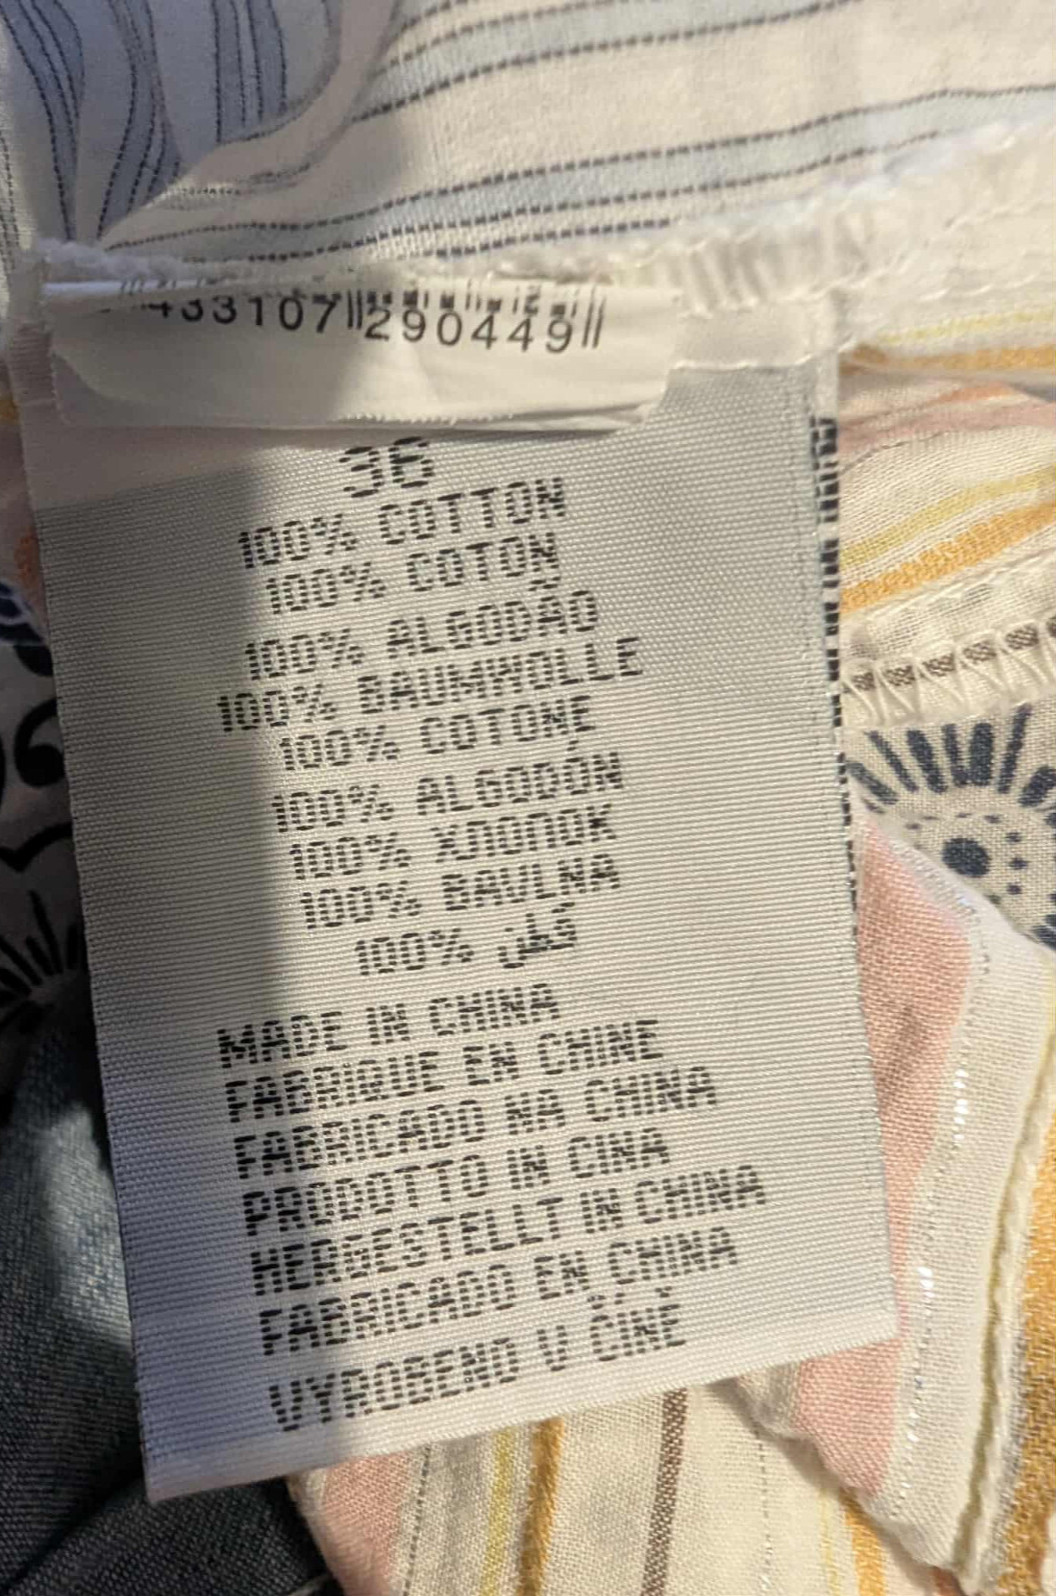 433107 290449
36
100% COTTON
100% COTON
100% ALGODÃO
100% BAUMWOLLE
100% COTONE
100% ALGODÓN
100% ХЛОПОК
100% BAVLNA
100% قطن
MADE IN CHINA
FABRIQUE EN CHINE
FABRICADO NA CHINA
PRODOTTO IN CINA
HERGESTELLT IN CHINA
FABRICADO EN CHINA
VYROBENO V ČÍNĚ